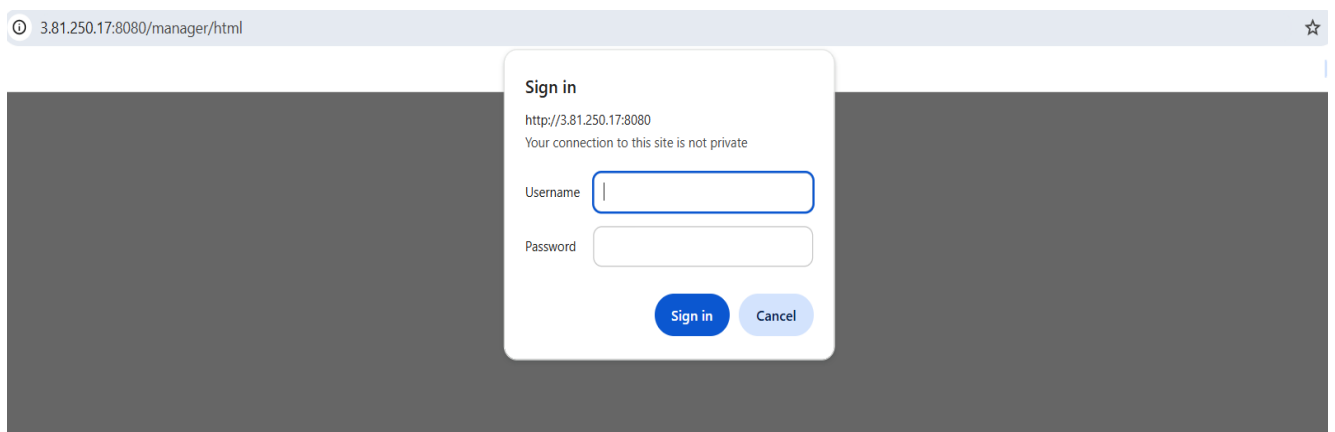 3.81.250.17:8080/manager/html
Sign in
http://3.81.250.17:8080
Your connection to this site is not private
Username
Password
Sign in Cancel